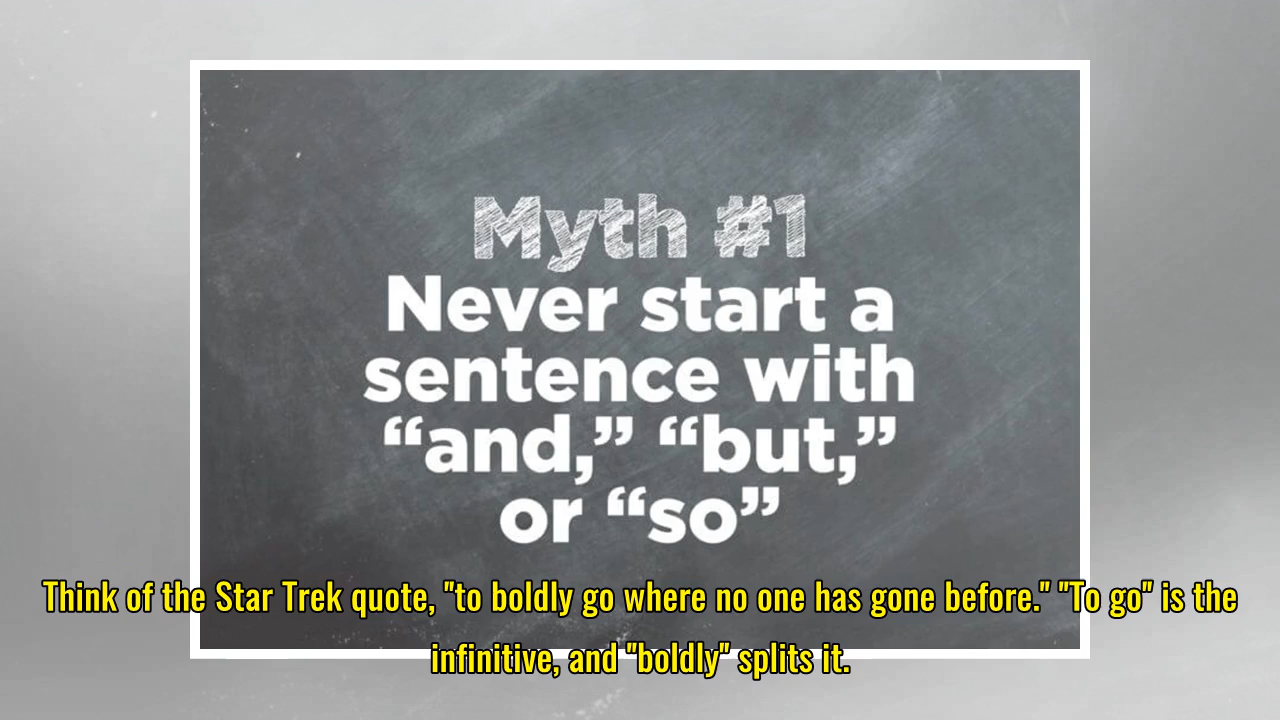 Myth #1
Never start a
sentence with
“and,” “but,”
or “so”
Think of the Star Trek quote, "to boldly go where no one has gone before." "To go" is the
infinitive, and "boldly" splits it.